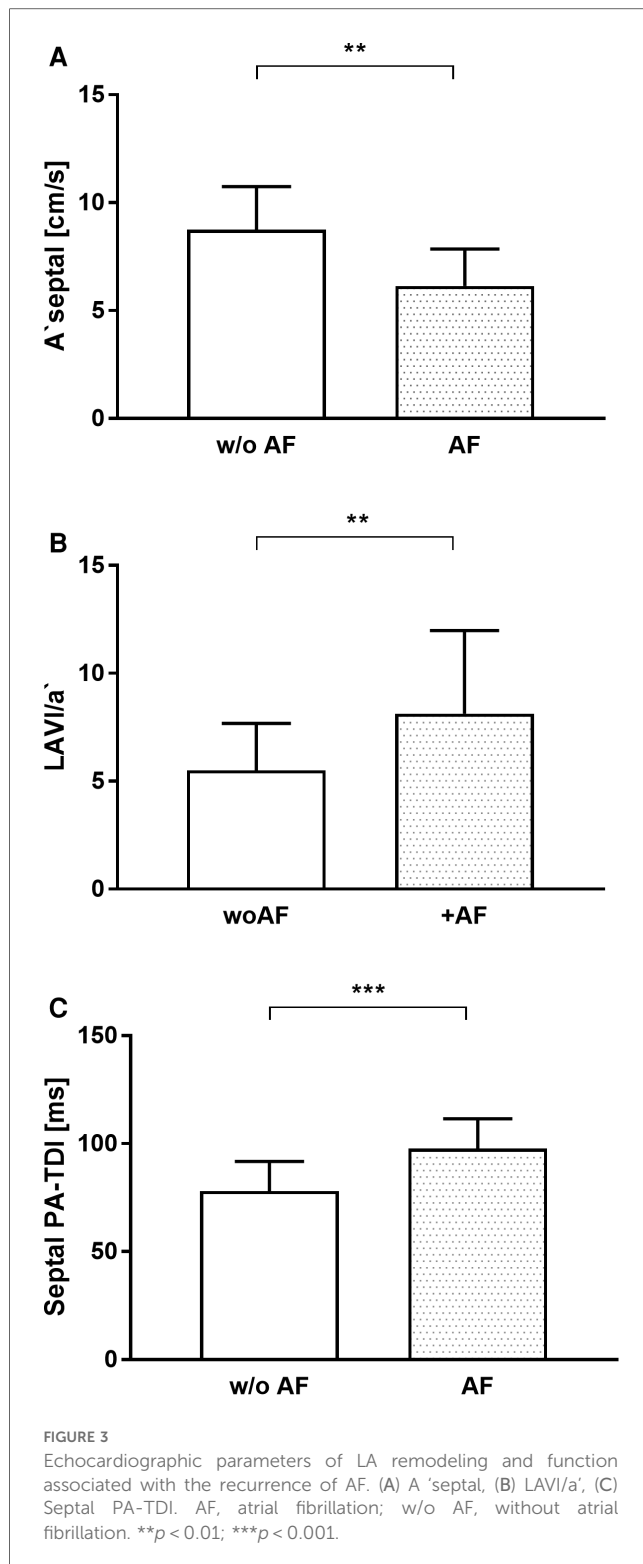 A
**
15
10
5
0
A`septal [cm/s]
w/o AF
AF
B
**
15
10
5
0
LAVI/a`
woAF
+AF
C
***
150
100
50
0
Septal PA-TDI [ms]
w/o AF
AF
FIGURE 3
Echocardiographic parameters of LA remodeling and function
associated with the recurrence of AF. (A) A ‘septal, (B) LAVI/a’, (C)
Septal PA-TDI. AF, atrial fibrillation; w/o AF, without atrial
fibrillation. **p < 0.01; ***p < 0.001.